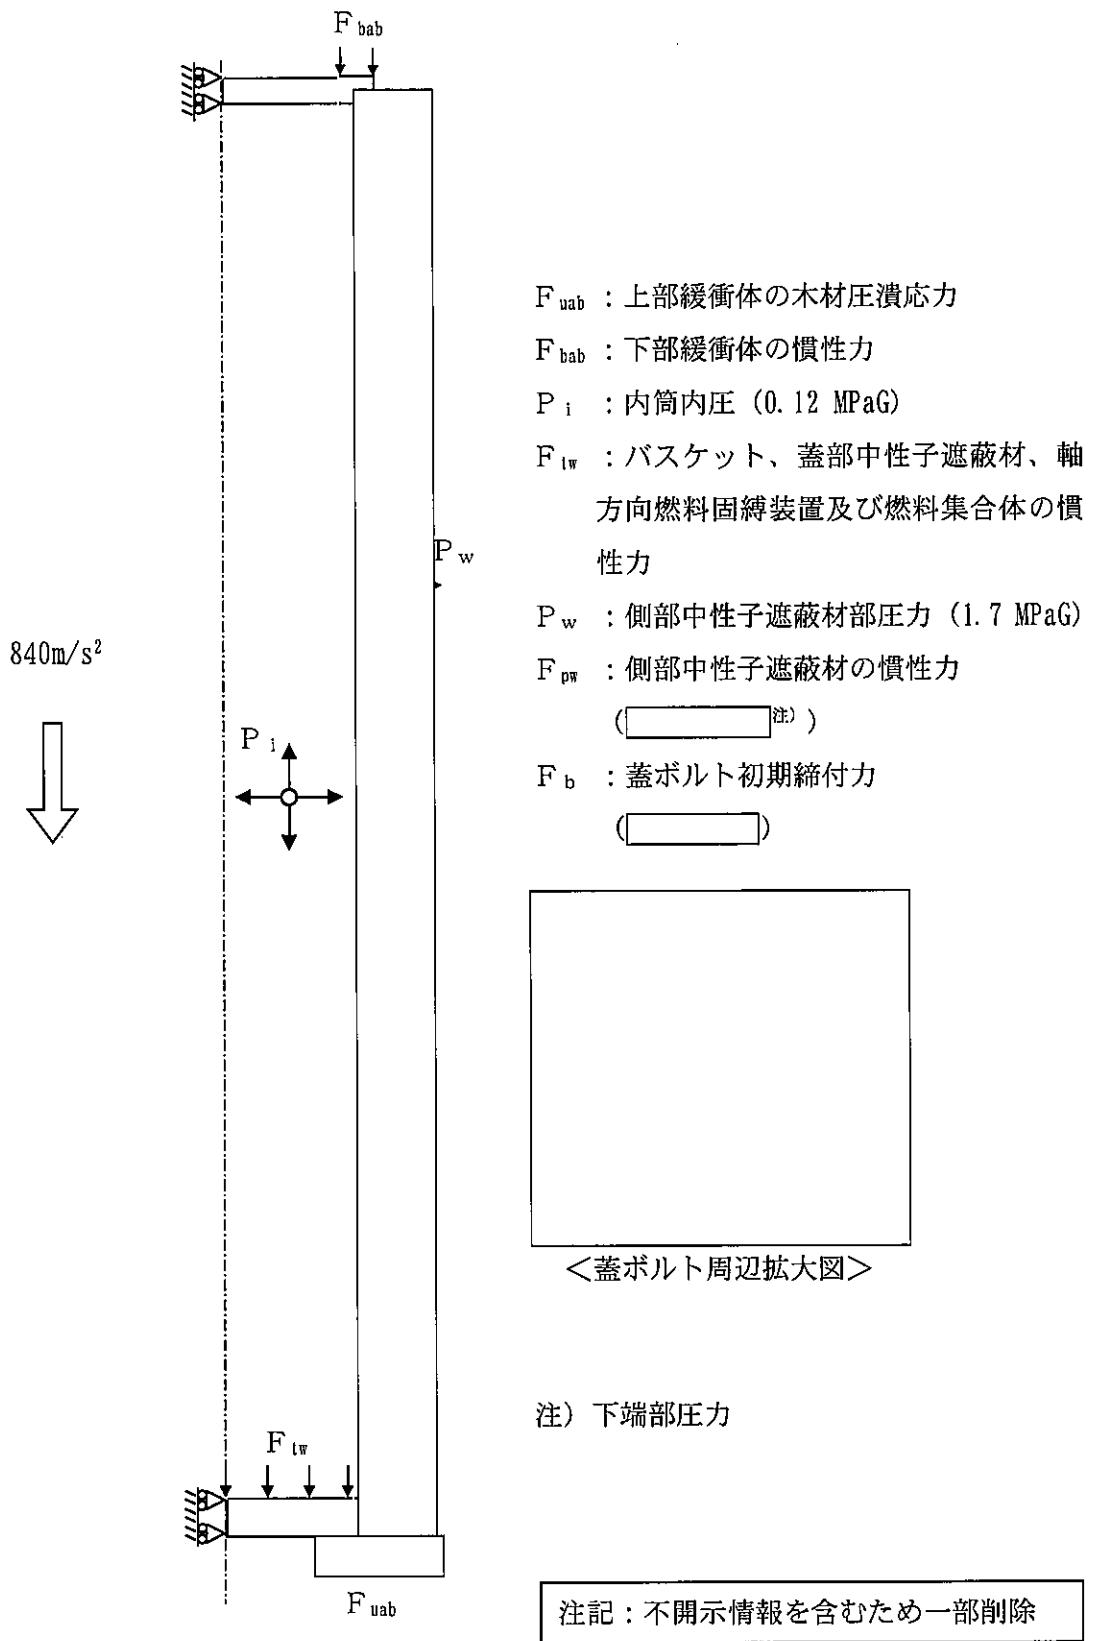 F bab
F uab ：上部緩衝体の木材圧潰応力
F bab ：下部緩衝体の慣性力
P i ：内筒内圧 (0.12 MPaG)
F tw ：バスケット、蓋部中性子遮蔽材、軸
方向燃料固縛装置及び燃料集合体の慣
性力
P w
P w ：側部中性子遮蔽材部圧力 (1.7 MPaG)
840m/s²
F pw ：側部中性子遮蔽材の慣性力
( 注) )
P i
F b ：蓋ボルト初期締付力
( )
＜蓋ボルト周辺拡大図＞
注) 下端部圧力
F tw
F uab
注記：不開示情報を含むため一部削除